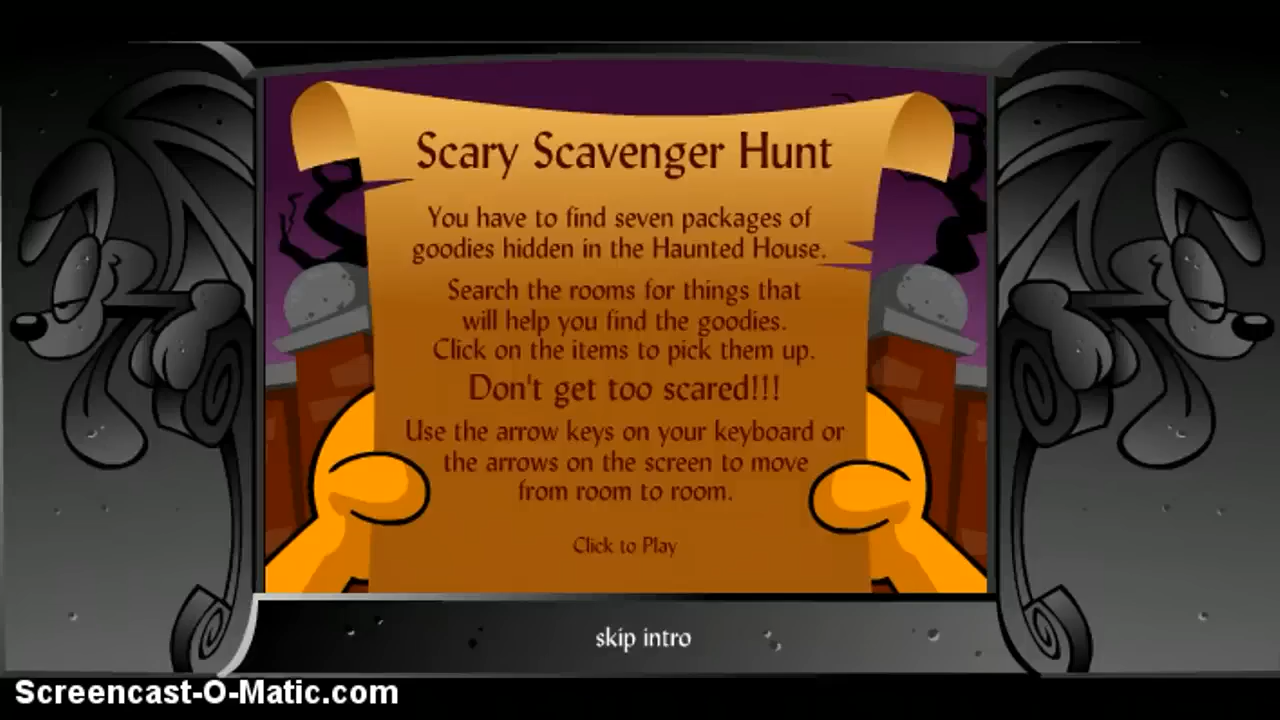 Scary Scavenger Hunt
You have to find seven packages of
goodies hidden in the Haunted House.
Search the rooms for things that
will help you find the goodies.
Click on the items to pick them up.
Don't get too scared!!!
Use the arrow keys on your keyboard or
the arrows on the screen to move
from room to room.
Click to Play
skip intro
Screencast-O-Matic.com